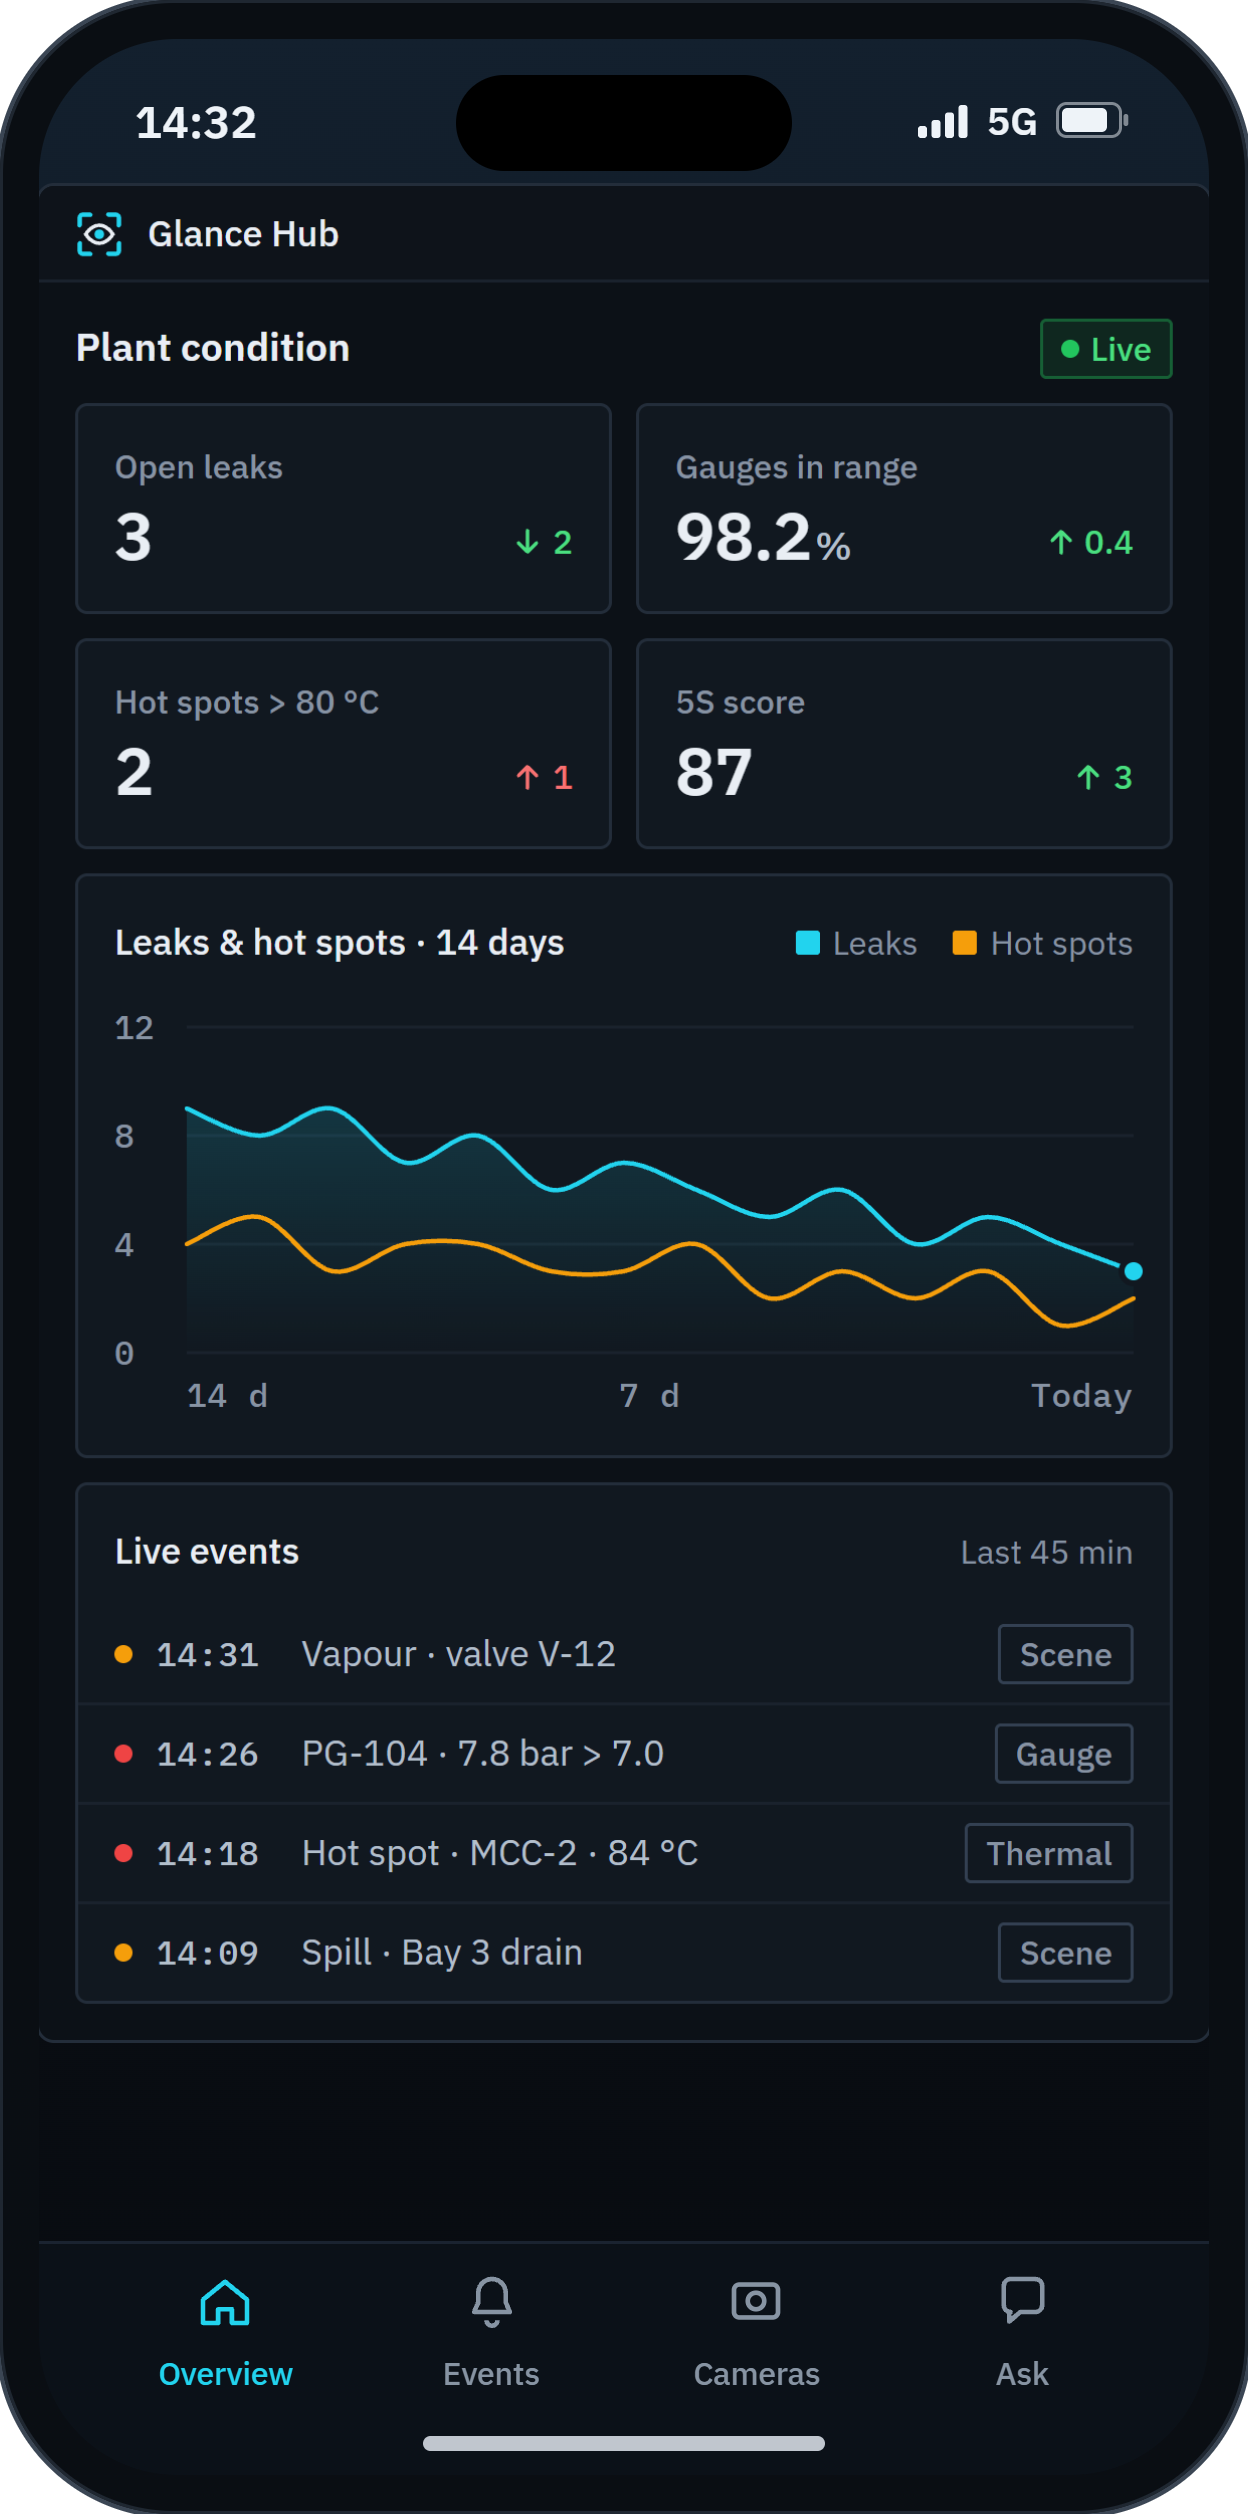 14:32
5G
Glance Hub
Plant condition
Live
Open leaks
3
↓ 2
Gauges in range
98.2%
↑ 0.4
Hot spots > 80 °C
2
↑ 1
5S score
87
↑ 3
Leaks & hot spots · 14 days
Leaks
Hot spots
12
8
4
0
14 d
7 d
Today
Live events
Last 45 min
14:31 Vapour · valve V-12 Scene
14:26 PG-104 · 7.8 bar > 7.0 Gauge
14:18 Hot spot · MCC-2 · 84 °C Thermal
14:09 Spill · Bay 3 drain Scene
Overview
Events
Cameras
Ask